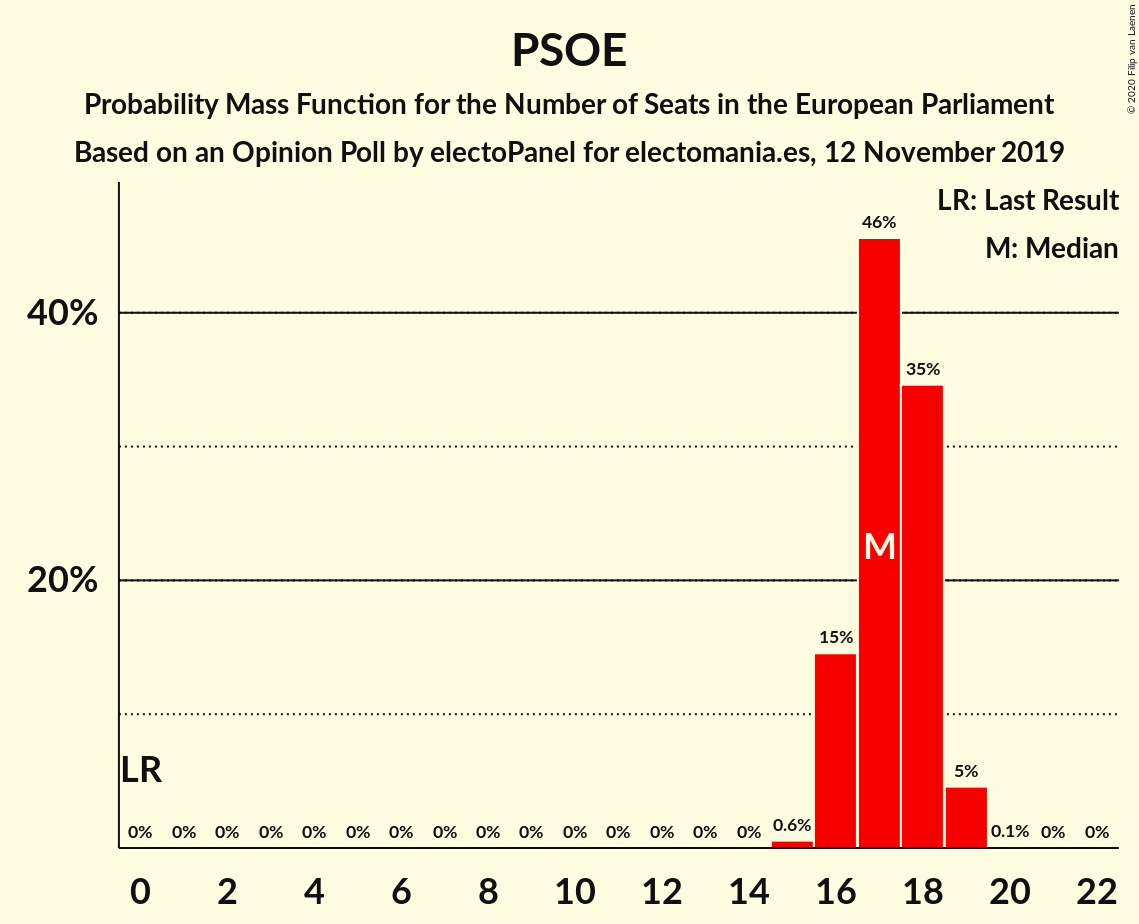 PSOE
Probability Mass Function for the Number of Seats in the European Parliament
Based on an Opinion Poll by electoPanel for electomania.es, 12 November 2019
© 2020 Filip van Laenen
LR: Last Result
M: Median
46%
40%
35%
M
20%
15%
LR
5%
0% 0% 0% 0% 0% 0% 0% 0% 0% 0% 0% 0% 0% 0% 0% 0.6% 0.1% 0% 0%
0 2 4 6 8 10 12 14 16 18 20 22